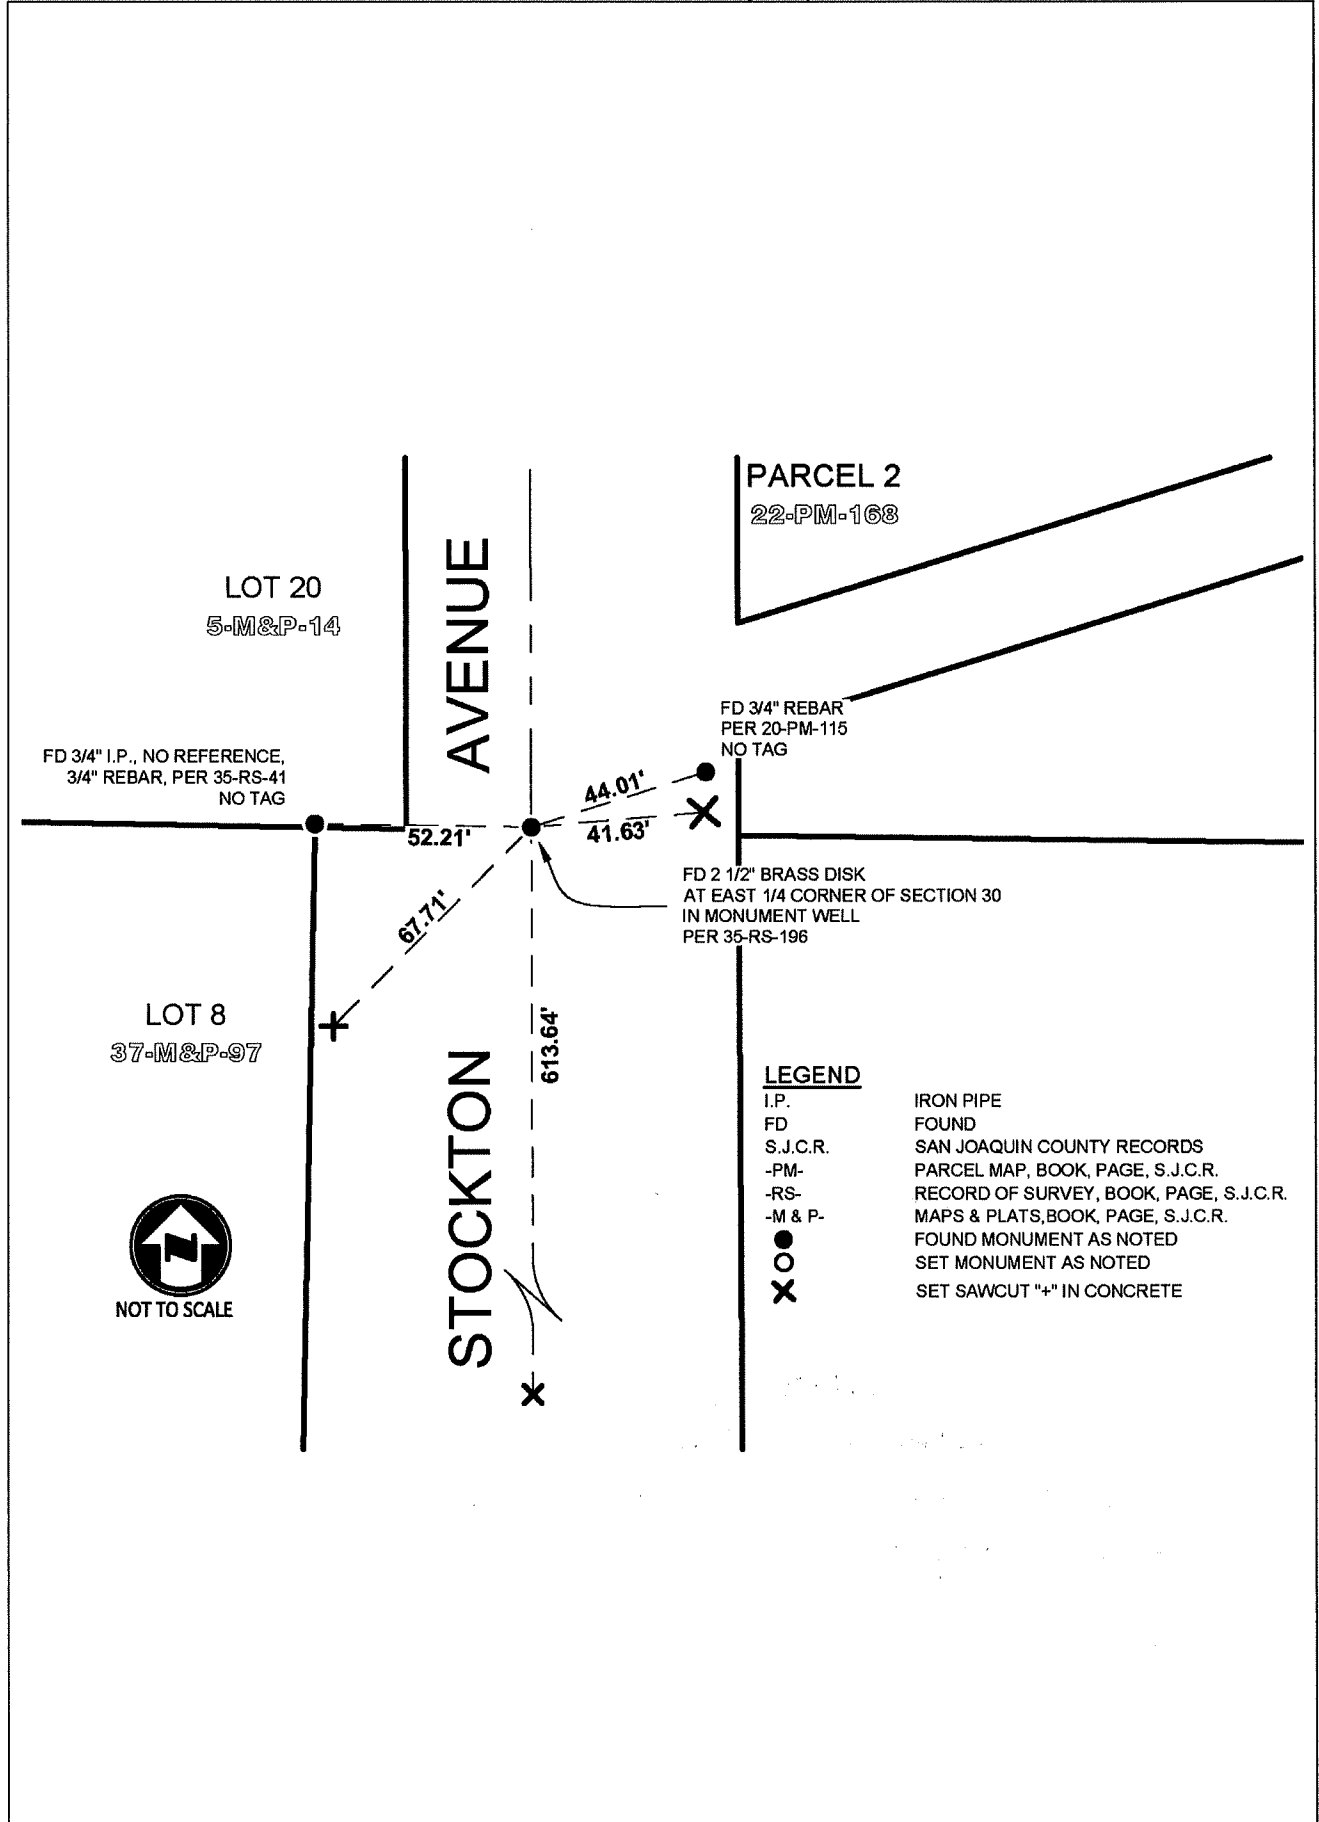 PARCEL 2
22-PM-168
LOT 20
5-M&P-14
AVENUE
FD 3/4" REBAR
PER 20-PM-115
NO TAG
FD 3/4" I.P., NO REFERENCE,
3/4" REBAR, PER 35-RS-41
NO TAG
44.01'
52.21'
41.63'
FD 2 1/2" BRASS DISK
AT EAST 1/4 CORNER OF SECTION 30
IN MONUMENT WELL
PER 35-RS-196
67.71'
LOT 8
37-M&P-97
613.64'
STOCKTON
LEGEND
I.P. IRON PIPE
FD FOUND
S.J.C.R. SAN JOAQUIN COUNTY RECORDS
-PM- PARCEL MAP, BOOK, PAGE, S.J.C.R.
-RS- RECORD OF SURVEY, BOOK, PAGE, S.J.C.R.
-M & P- MAPS & PLATS,BOOK, PAGE, S.J.C.R.
FOUND MONUMENT AS NOTED
SET MONUMENT AS NOTED
SET SAWCUT "+" IN CONCRETE
N
NOT TO SCALE